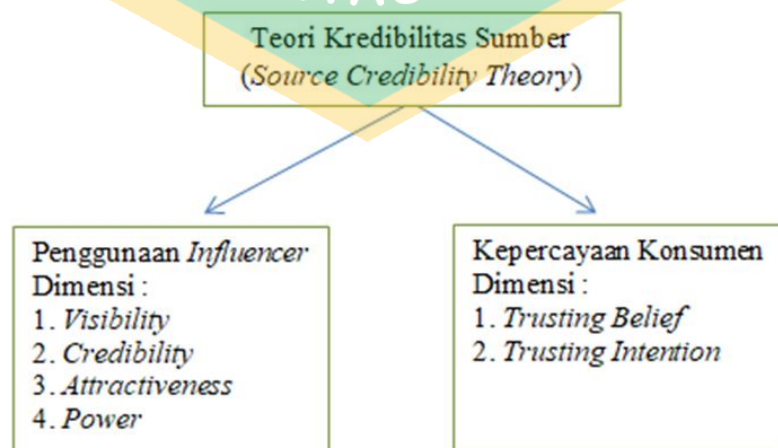 Teori Kredibilitas Sumber
(Source Credibility Theory)
Penggunaan Influencer
Dimensi :
1. Visibility
2. Credibility
3. Attractiveness
4. Power
Kepercayaan Konsumen
Dimensi :
1. Trusting Belief
2. Trusting Intention